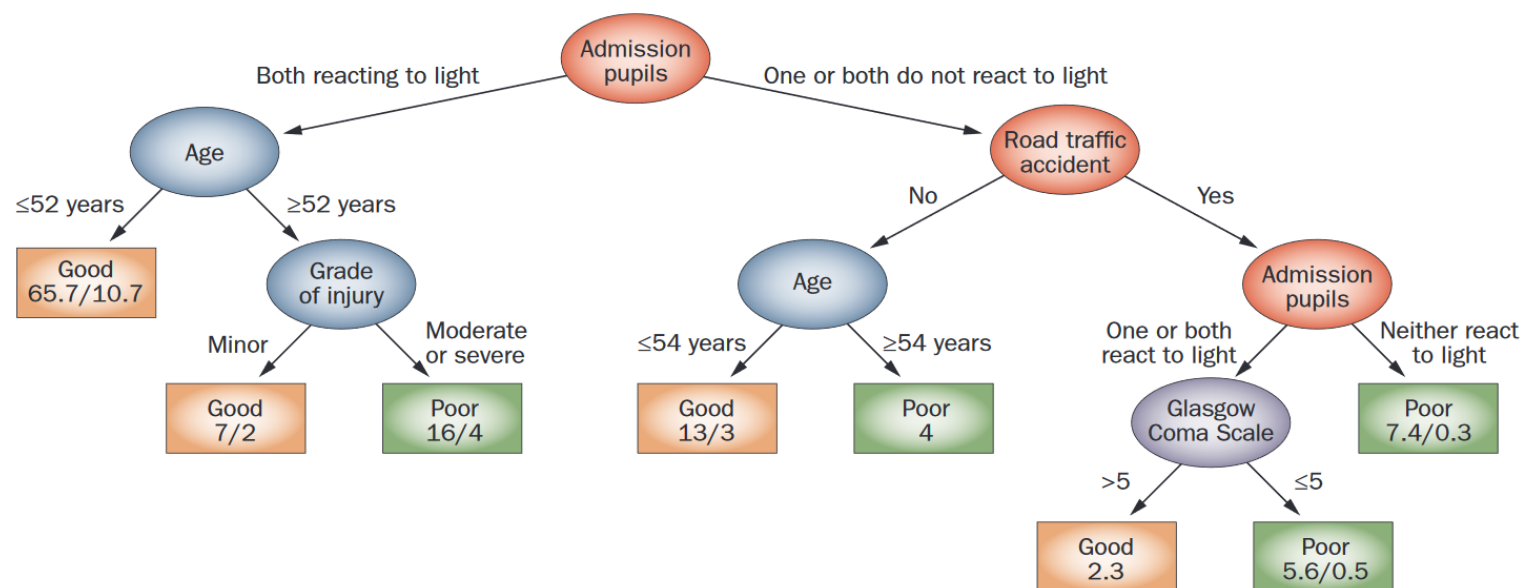 Admission
pupils
Both reacting to light
One or both do not react to light
Age
Road traffic
accident
≤52 years
≥52 years
No
Yes
Good
65.7/10.7
Grade
of injury
Age
Admission
pupils
Minor
Moderate
or severe
≤54 years
≥54 years
One or both
react to light
Neither react
to light
Good
7/2
Poor
16/4
Good
13/3
Poor
4
Glasgow
Coma Scale
Poor
7.4/0.3
>5
≤5
Good
2.3
Poor
5.6/0.5